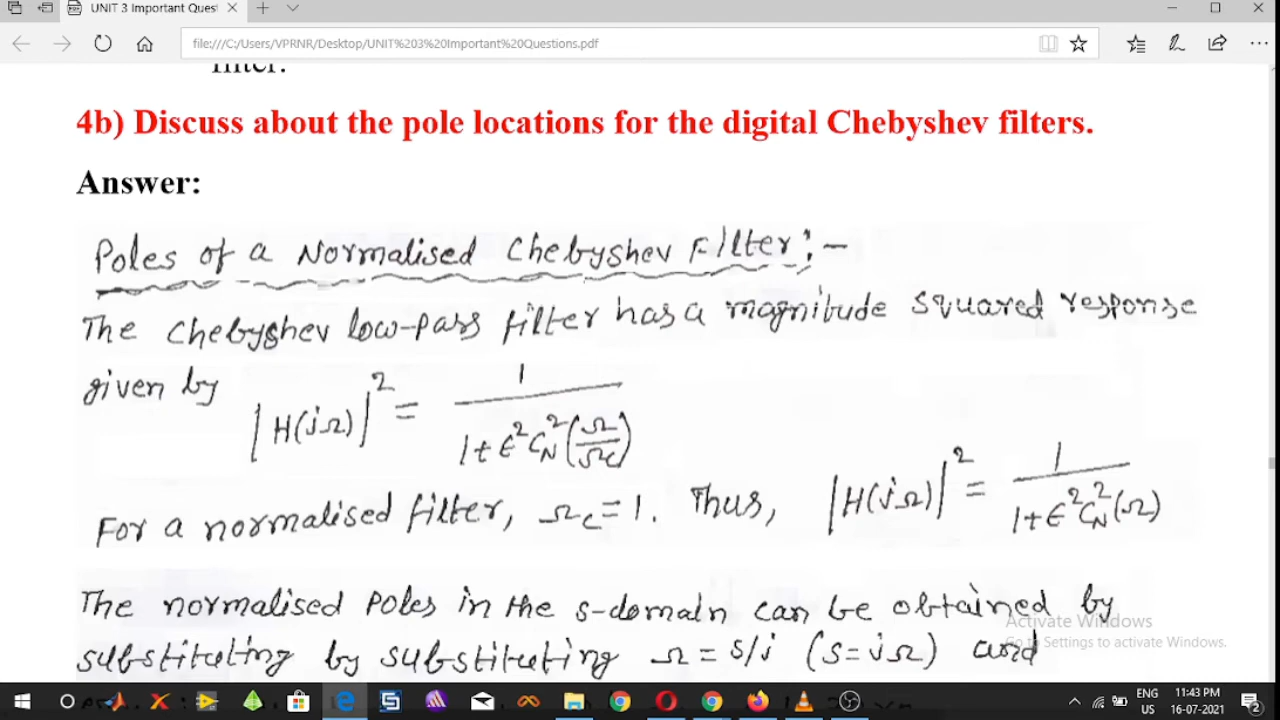 UNIT 3 Important Quest
file:///C:/Users/VPRNR/Desktop/UNIT%203%20Important%20Questions.pdf
filter.
4b) Discuss about the pole locations for the digital Chebyshev filters.
Answer:
Poles of a Normalised Chebyshev Filter:-
The Chebyshev low-pass filter has a magnitude squared response
given by |H(jΩ)|² = 1 / (1+ε²C_N²(Ω/Ωc))
For a normalised filter, Ωc=1. Thus, |H(jΩ)|² = 1 / (1+ε²C_N²(Ω))
The normalised poles in the s-domain can be obtained by
substituting by substituting Ω = s/j (s=jΩ) and
Activate Windows
Go to Settings to activate Windows.
ENG 11:43 PM
US 16-07-2021
2